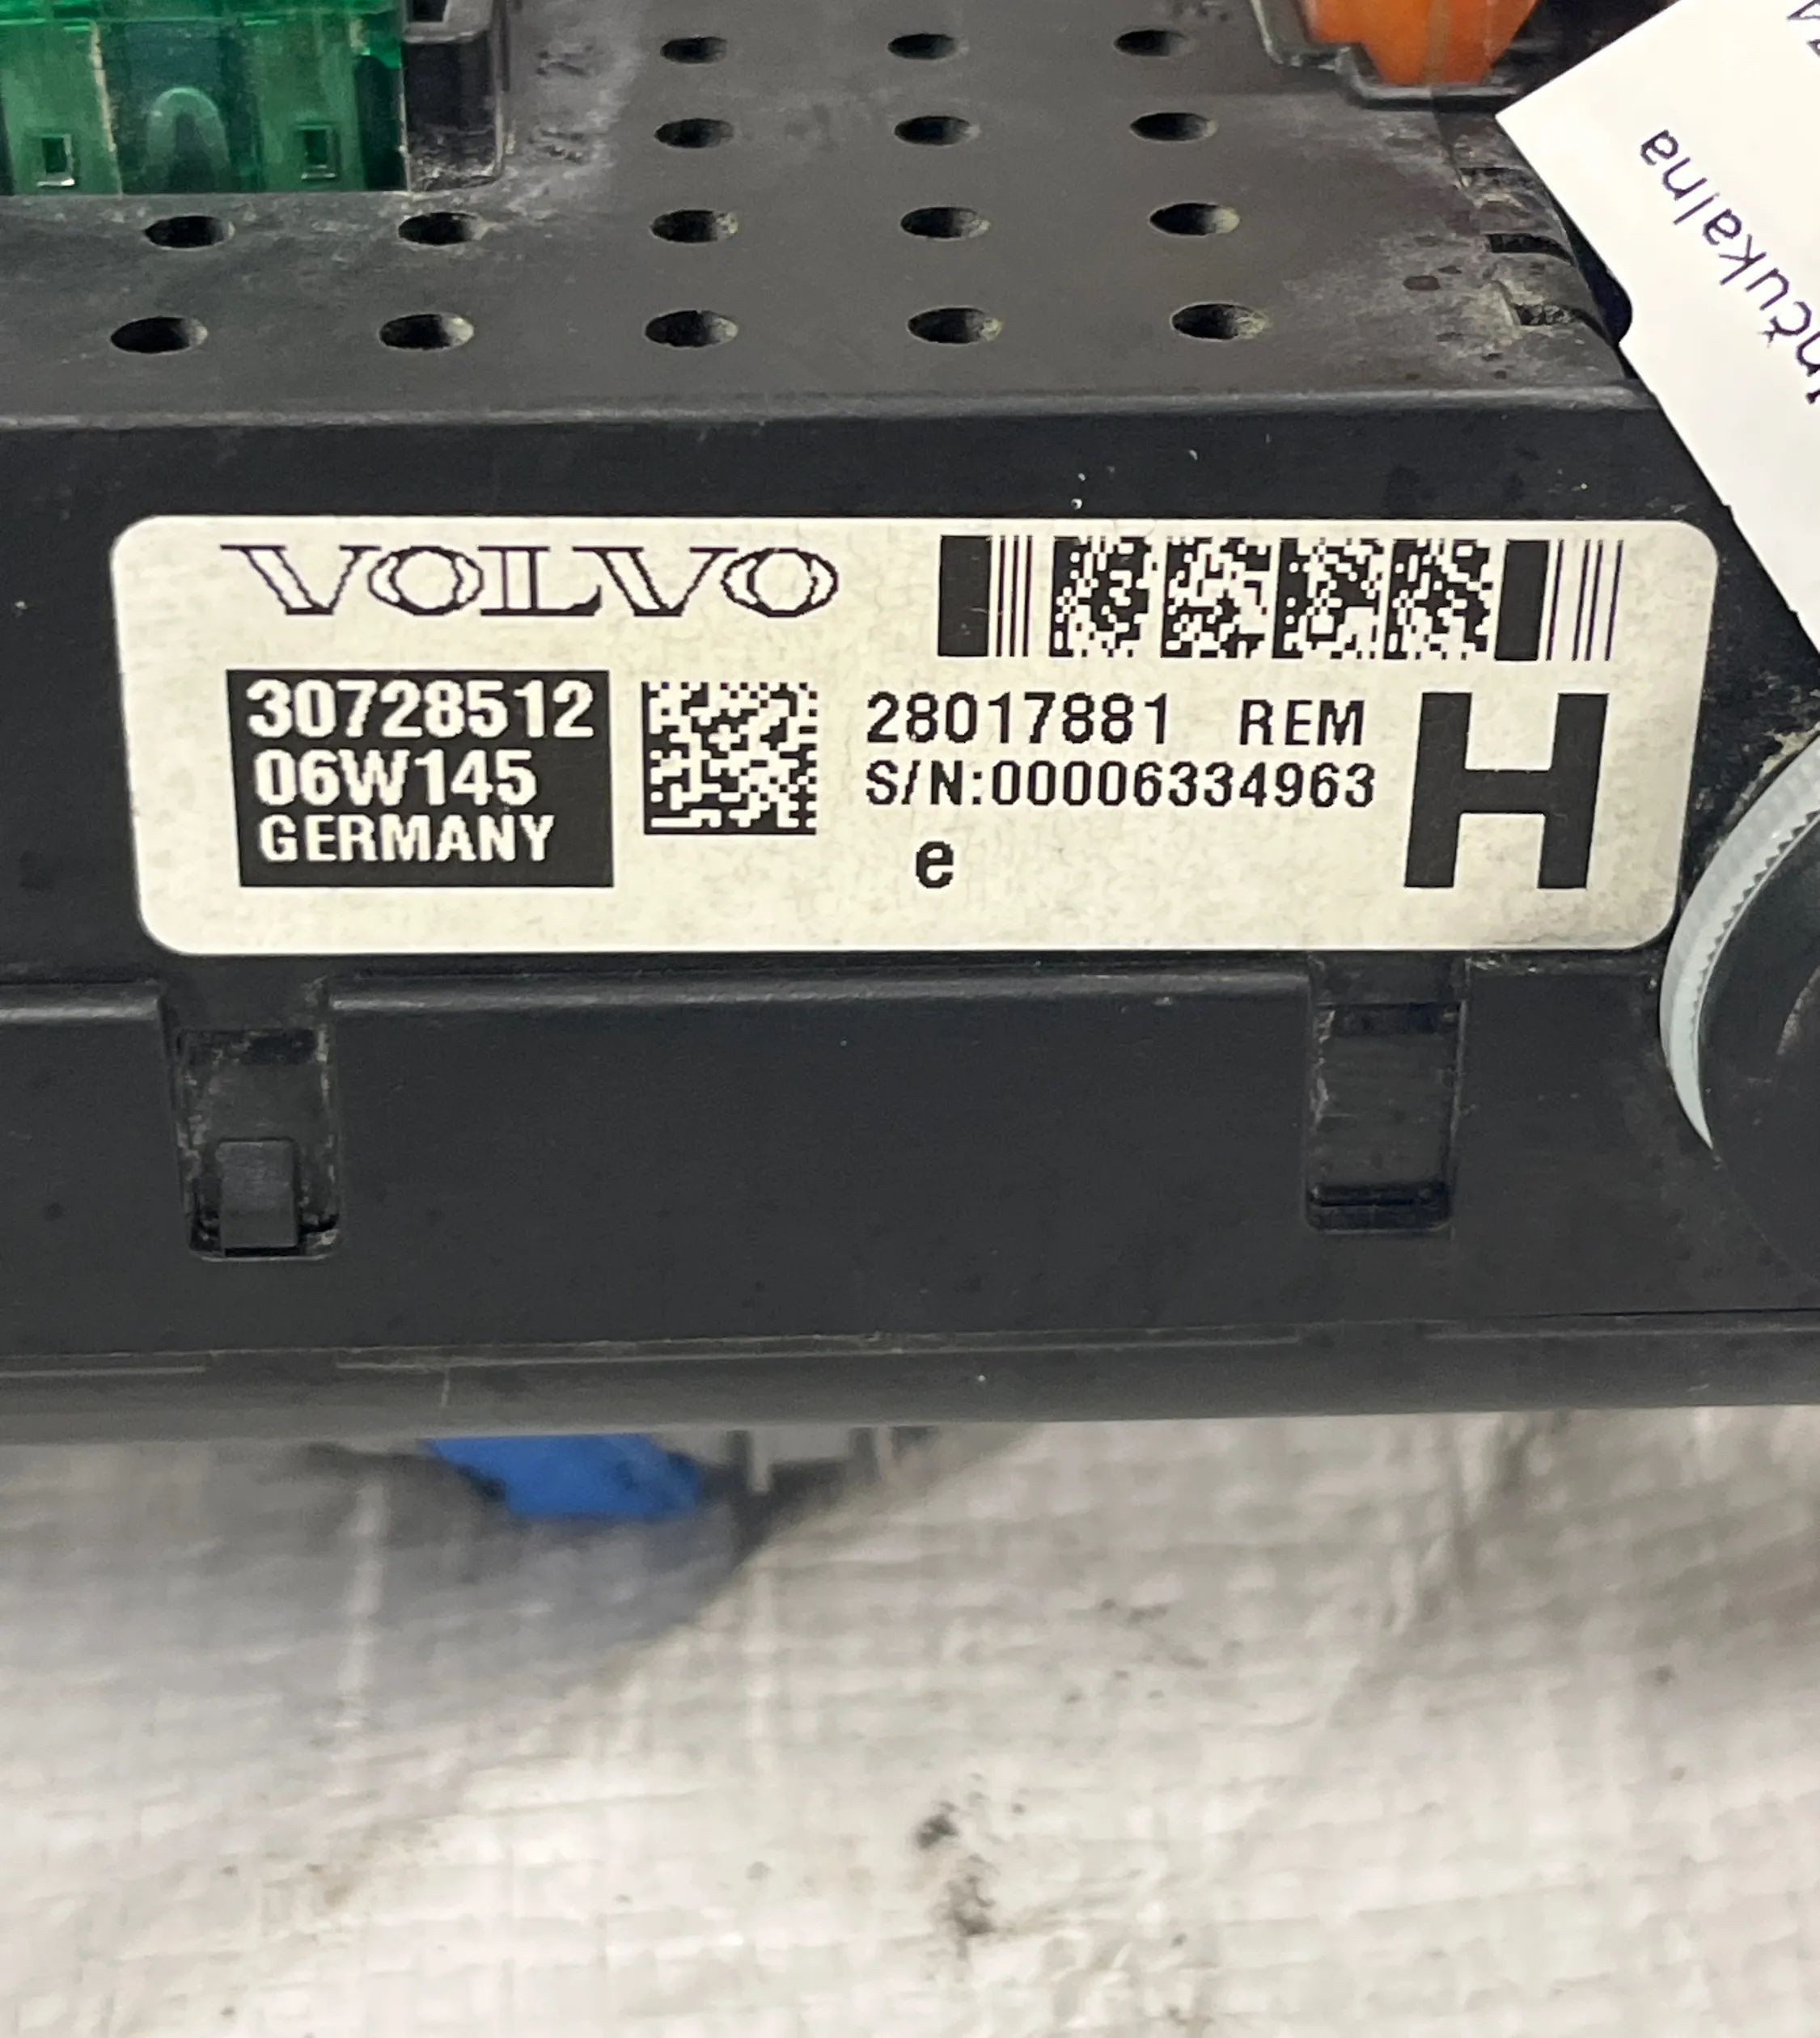 VOLVO
30728512
06W145
GERMANY
28017881 REM
S/N:00006334963
e
H